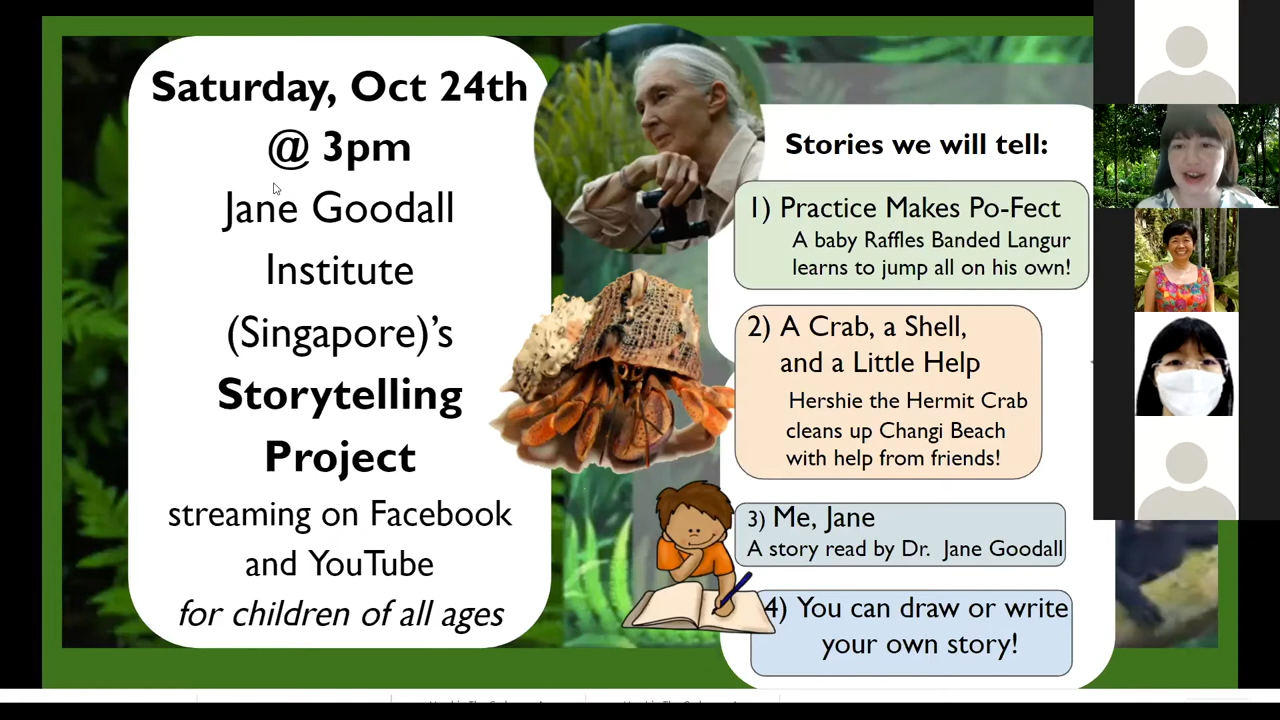 Saturday, Oct 24th
@ 3pm
Jane Goodall
Institute
(Singapore)’s
Storytelling
Project
streaming on Facebook
and YouTube
for children of all ages
Stories we will tell:
1) Practice Makes Po-Fect
A baby Raffles Banded Langur
learns to jump all on his own!
2) A Crab, a Shell,
and a Little Help
Hershie the Hermit Crab
cleans up Changi Beach
with help from friends!
3) Me, Jane
A story read by Dr. Jane Goodall
4) You can draw or write
your own story!